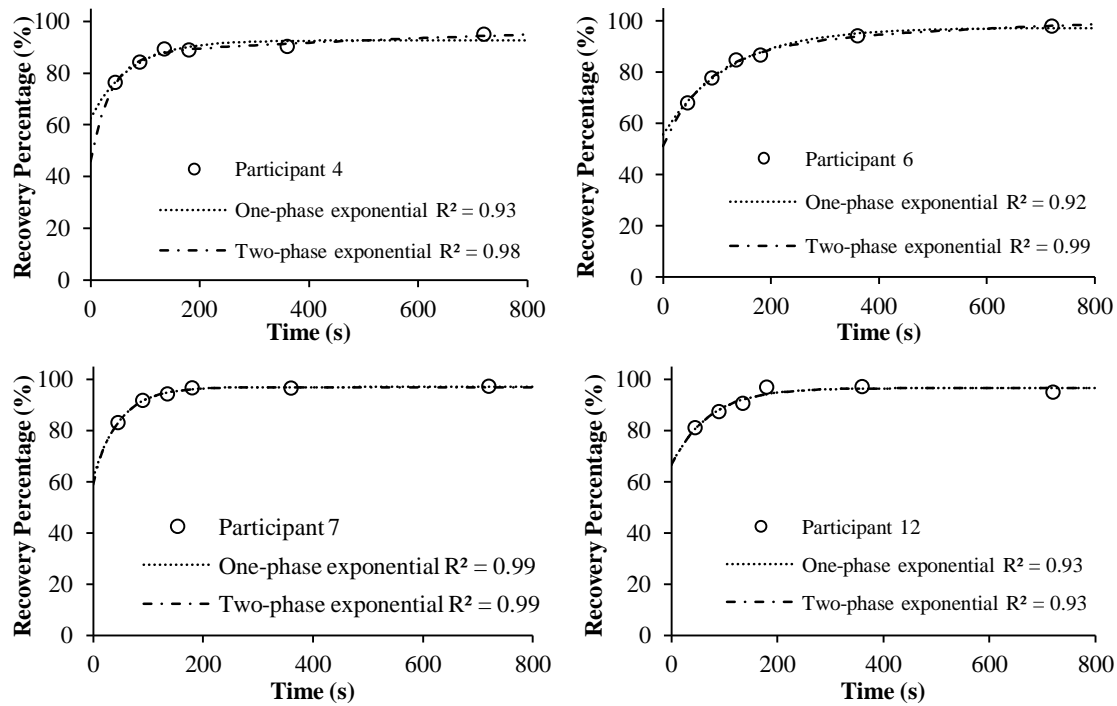 Recovery Percentage (%)
100
80
60
40
20
0
Participant 4
One-phase exponential R² = 0.93
Two-phase exponential R² = 0.98
0 200 400 600 800
Time (s)
Recovery Percentage (%)
100
80
60
40
20
0
Participant 6
One-phase exponential R² = 0.92
Two-phase exponential R² = 0.99
0 200 400 600 800
Time (s)
Recovery Percentage (%)
100
80
60
40
20
0
Participant 7
One-phase exponential R² = 0.99
Two-phase exponential R² = 0.99
0 200 400 600 800
Time (s)
Recovery Percentage (%)
100
80
60
40
20
0
Participant 12
One-phase exponential R² = 0.93
Two-phase exponential R² = 0.93
0 200 400 600 800
Time (s)